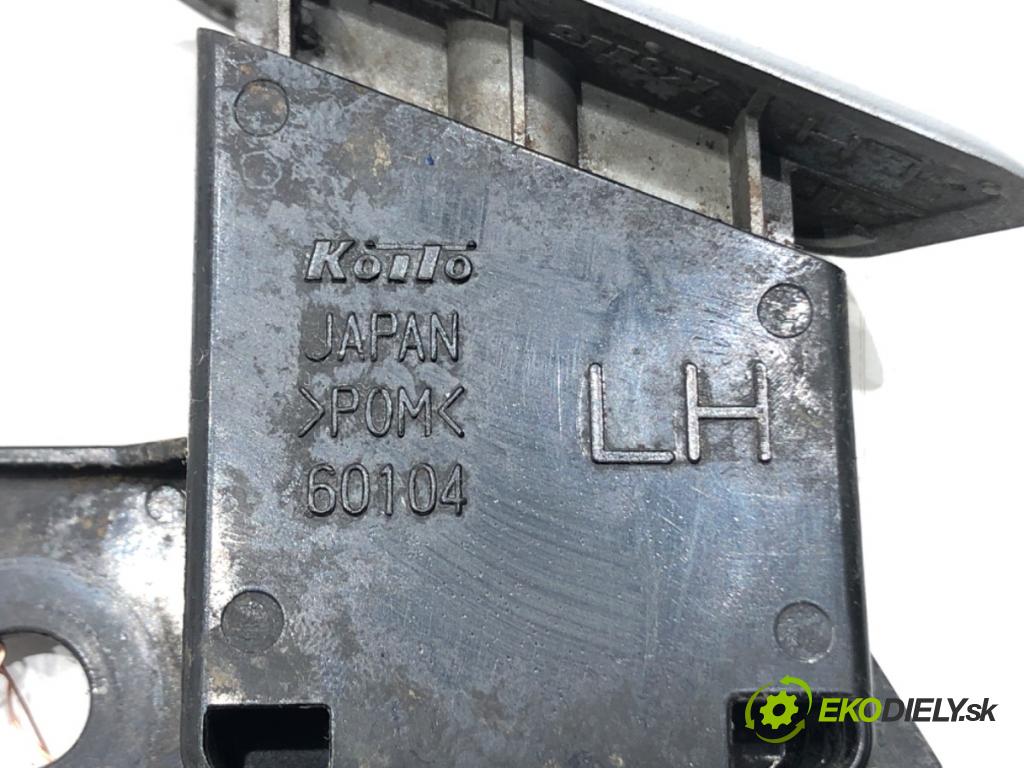 Koito
JAPAN
>POM<
60104
LH
EKODIELY.sk